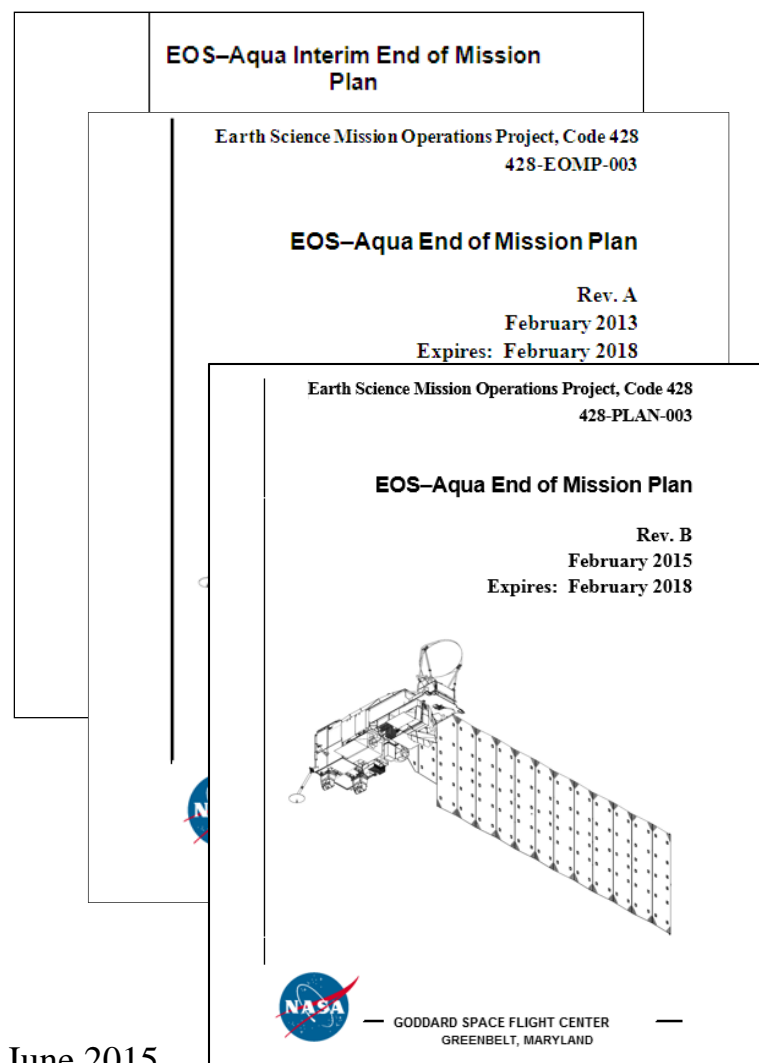 EOS–Aqua Interim End of Mission
Plan
Earth Science Mission Operations Project, Code 428
428-EOMP-003
EOS–Aqua End of Mission Plan
Rev. A
February 2013
Expires: February 2018
Earth Science Mission Operations Project, Code 428
428-PLAN-003
EOS–Aqua End of Mission Plan
Rev. B
February 2015
Expires: February 2018
NASA
GODDARD SPACE FLIGHT CENTER
GREENBELT, MARYLAND
June 2015